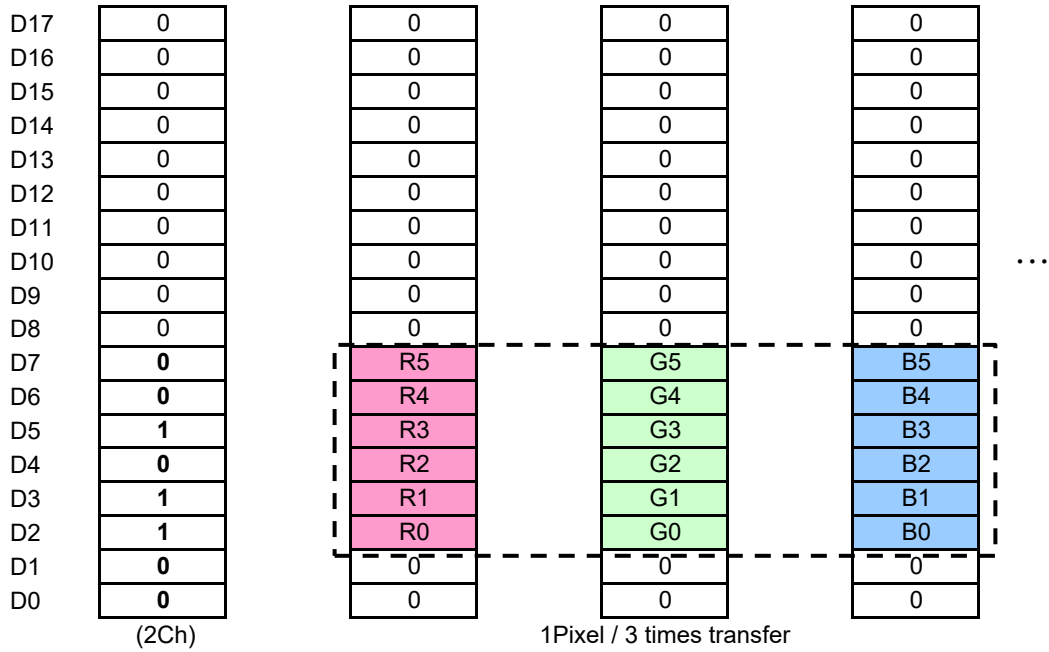 D17 0 0 0 0
D16 0 0 0 0
D15 0 0 0 0
D14 0 0 0 0
D13 0 0 0 0
D12 0 0 0 0
D11 0 0 0 0
D10 0 0 0 0 ...
D9 0 0 0 0
D8 0 0 0 0
D7 0 R5 G5 B5
D6 0 R4 G4 B4
D5 1 R3 G3 B3
D4 0 R2 G2 B2
D3 1 R1 G1 B1
D2 1 R0 G0 B0
D1 0 0 0 0
D0 0 0 0 0
(2Ch) 1Pixel / 3 times transfer